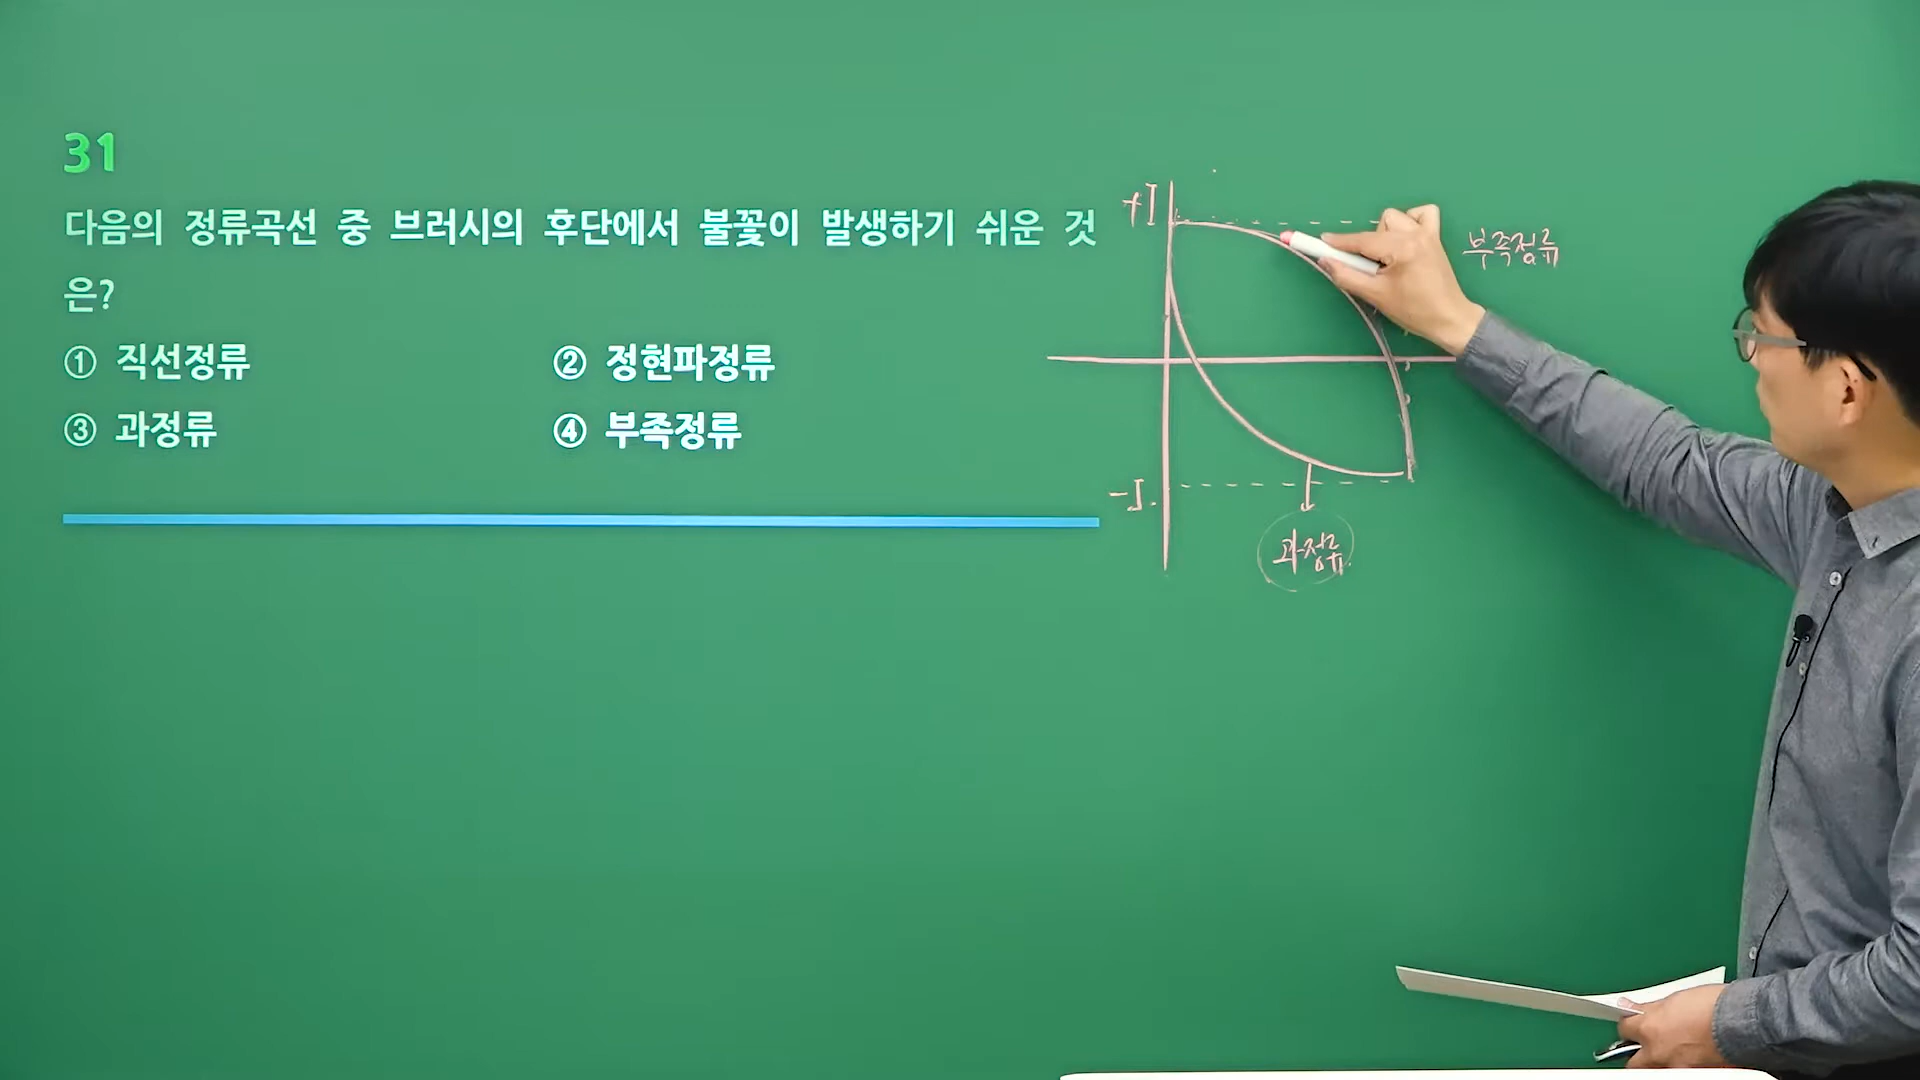 31
다음의 정류곡선 중 브러시의 후단에서 불꽃이 발생하기 쉬운 것
은?
① 직선정류 ② 정현파정류
③ 과정류 ④ 부족정류
+I
부족정류
-I.
과정류.